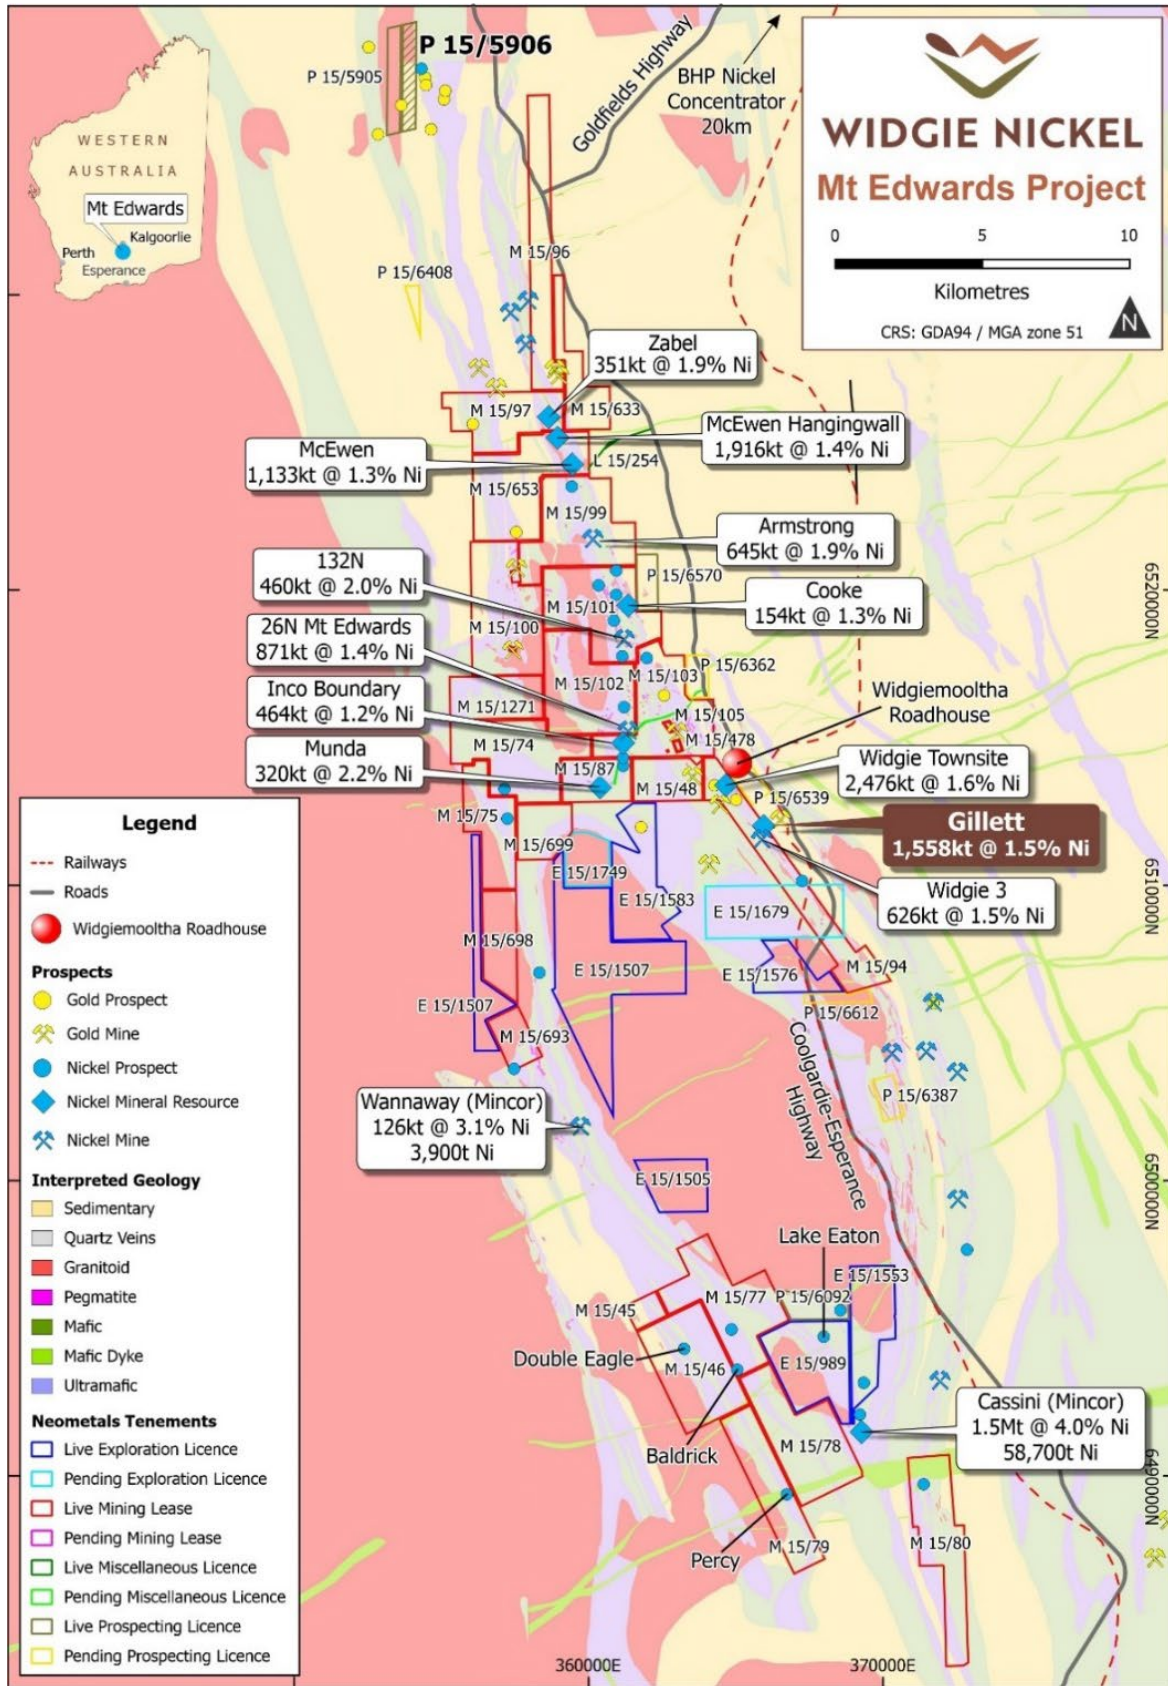 P 15/5906
P 15/5905
Goldfields Highway
BHP Nickel
Concentrator
20km
WIDGIE NICKEL
Mt Edwards Project
0 5 10
Kilometres
CRS: GDA94 / MGA zone 51
N
WESTERN
AUSTRALIA
Mt Edwards
Kalgoorlie
Perth
Esperance
M 15/96
P 15/6408
Zabel
351kt @ 1.9% Ni
M 15/97
M 15/633
McEwen Hangingwall
1,916kt @ 1.4% Ni
McEwen
1,133kt @ 1.3% Ni
L 15/254
M 15/653
M 15/99
Armstrong
645kt @ 1.9% Ni
132N
460kt @ 2.0% Ni
P 15/6570
Cooke
154kt @ 1.3% Ni
M 15/101
M 15/100
26N Mt Edwards
871kt @ 1.4% Ni
P 15/6362
M 15/103
M 15/102
Inco Boundary
464kt @ 1.2% Ni
M 15/1271
M 15/105
Widgiemooltha
Roadhouse
M 15/74
M 15/478
Munda
320kt @ 2.2% Ni
M 15/87
M 15/48
Widgie Townsite
2,476kt @ 1.6% Ni
P 15/6539
M 15/75
M 15/699
Gillett
1,558kt @ 1.5% Ni
E 15/1749
E 15/1583
Widgie 3
626kt @ 1.5% Ni
E 15/1679
M 15/698
E 15/1507
E 15/1576
M 15/94
E 15/1507
P 15/6612
M 15/693
Coolgardie-Esperance
Highway
P 15/6387
Wannaway (Mincor)
126kt @ 3.1% Ni
3,900t Ni
E 15/1505
Lake Eaton
E 15/1553
M 15/77
P 15/6092
M 15/45
Double Eagle
M 15/46
E 15/989
Cassini (Mincor)
1.5Mt @ 4.0% Ni
58,700t Ni
Baldrick
M 15/78
Percy
M 15/79
M 15/80
6520000N
6510000N
6500000N
6490000N
360000E
370000E
Legend
Railways
Roads
Widgiemooltha Roadhouse
Prospects
Gold Prospect
Gold Mine
Nickel Prospect
Nickel Mineral Resource
Nickel Mine
Interpreted Geology
Sedimentary
Quartz Veins
Granitoid
Pegmatite
Mafic
Mafic Dyke
Ultramafic
Neometals Tenements
Live Exploration Licence
Pending Exploration Licence
Live Mining Lease
Pending Mining Lease
Live Miscellaneous Licence
Pending Miscellaneous Licence
Live Prospecting Licence
Pending Prospecting Licence